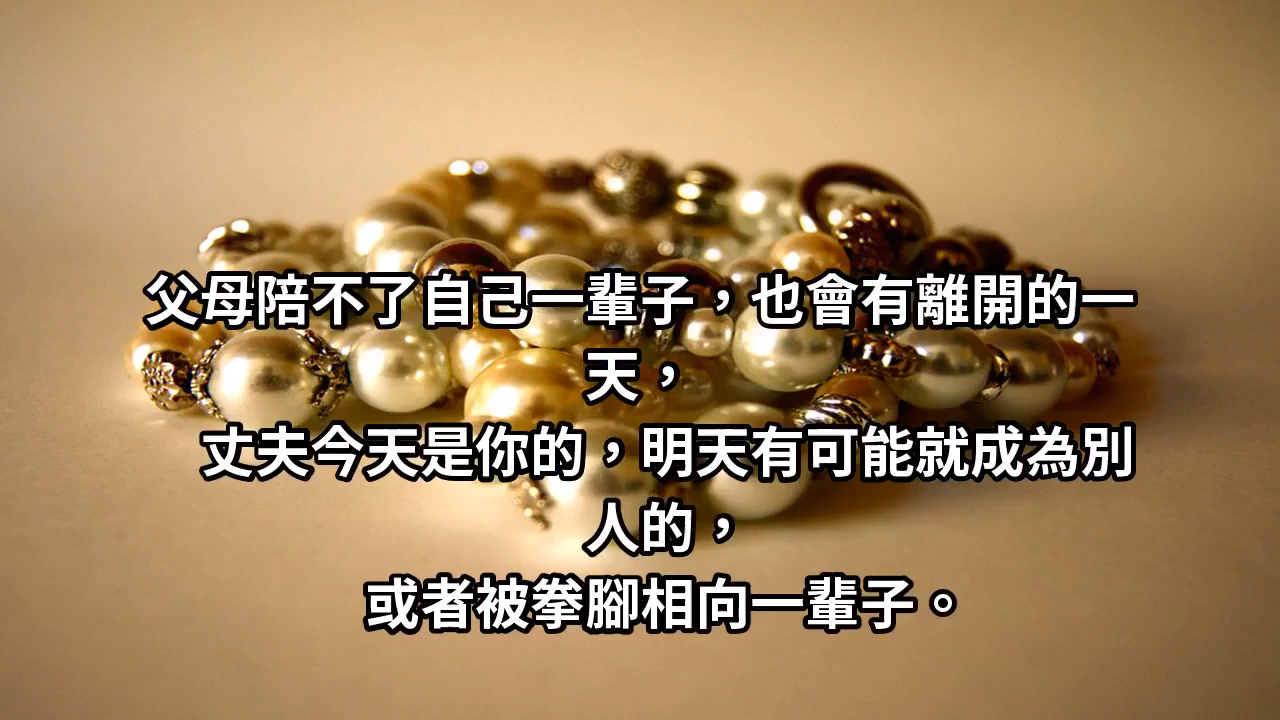 父母陪不了自己一輩子，也會有離開的一
天，
丈夫今天是你的，明天有可能就成為別
人的，
或者被拳腳相向一輩子。